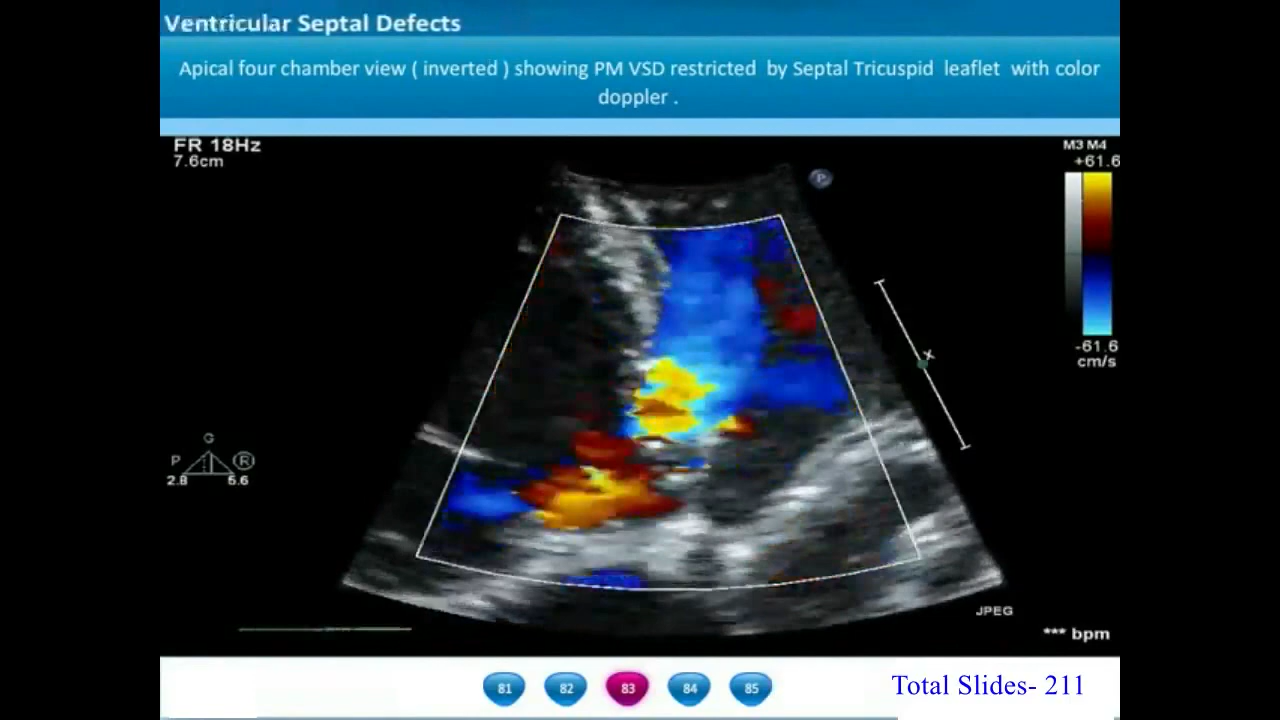 Ventricular Septal Defects
Apical four chamber view ( inverted ) showing PM VSD restricted by Septal Tricuspid leaflet with color
doppler .
FR 18Hz
7.6cm
M3 M4
+61.6
P
x
-61.6
cm/s
G
P R
2.8 5.6
JPEG
*** bpm
81 82 83 84 85
Total Slides- 211